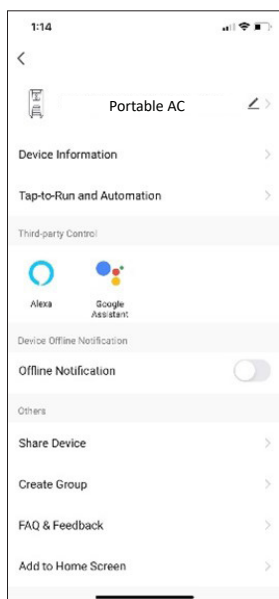 1:14
Portable AC
Device Information
Tap-to-Run and Automation
Third-party Control
Alexa
Google
Assistant
Device Offline Notification
Offline Notification
Others
Share Device
Create Group
FAQ & Feedback
Add to Home Screen